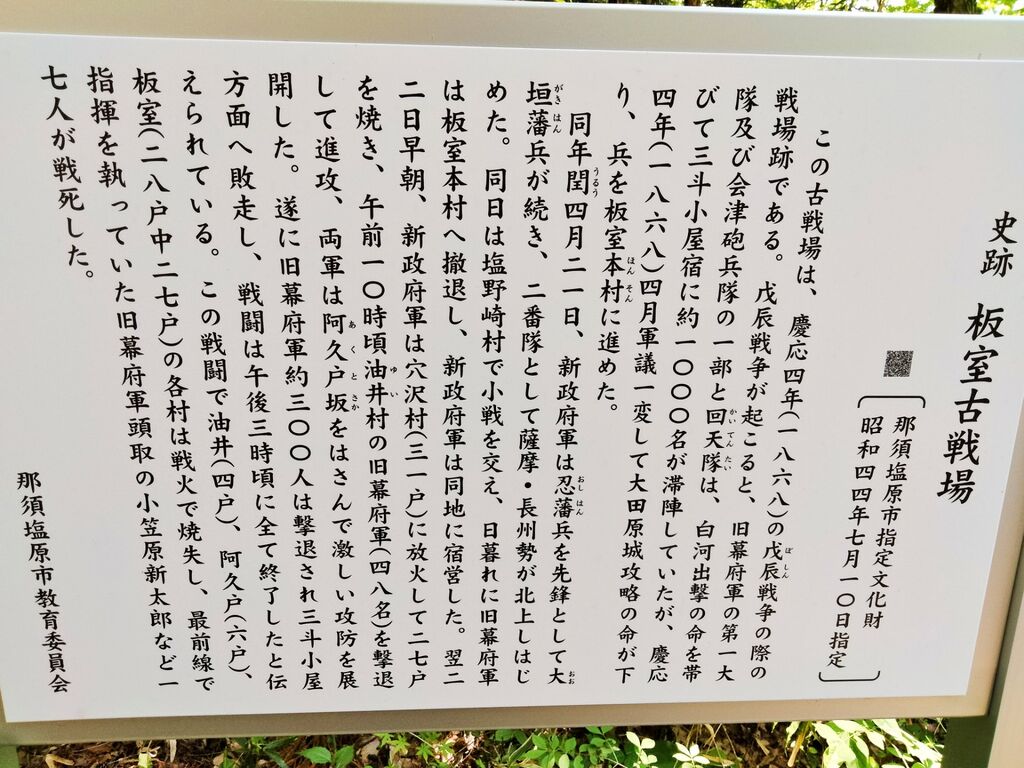 史跡　板室古戦場
那須塩原市指定文化財
昭和四四年七月一〇日指定
この古戦場は、慶応四年(一八六八)の戊辰戦争の際の
戦場跡である。戊辰戦争が起こると、旧幕府軍の第一大
隊及び会津砲兵隊の一部と回天隊は、白河出撃の命を帯
びて三斗小屋宿に約一〇〇〇名が滞陣していたが、慶応
四年(一八六八)四月軍議一変して大田原城攻略の命が下
り、兵を板室本村に進めた。
同年閏四月二一日、新政府軍は忍藩兵を先鋒として大
垣藩兵が続き、二番隊として薩摩・長州勢が北上しはじ
めた。同日は塩野崎村で小戦を交え、日暮れに旧幕府軍
は板室本村へ撤退し、新政府軍は同地に宿営した。翌二
二日早朝、新政府軍は穴沢村(三一戸)に放火して二七戸
を焼き、午前一〇時頃油井村の旧幕府軍(四八名)を撃退
して進攻、両軍は阿久戸坂をはさんで激しい攻防を展
開した。遂に旧幕府軍約三〇〇人は撃退され三斗小屋
方面へ敗走し、戦闘は午後三時頃に全て終了したと伝
えられている。この戦闘で油井(四戸)、阿久戸(六戸)、
板室(二八戸中二七戸)の各村は戦火で焼失し、最前線で
指揮を執っていた旧幕府軍頭取の小笠原新太郎など一
七人が戦死した。
那須塩原市教育委員会